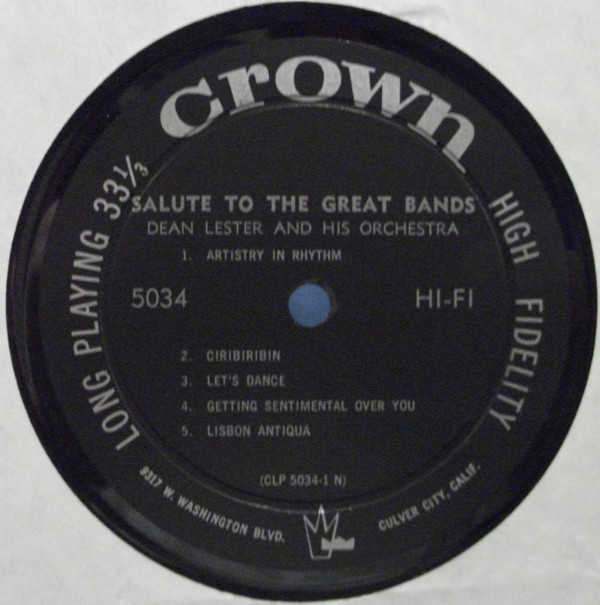 Crown
LONG PLAYING 33⅓
HIGH FIDELITY
SALUTE TO THE GREAT BANDS
DEAN LESTER AND HIS ORCHESTRA
1. ARTISTRY IN RHYTHM
5034
HI-FI
2. CIRIBIRIBIN
3. LET'S DANCE
4. GETTING SENTIMENTAL OVER YOU
5. LISBON ANTIQUA
(CLP 5034-1 N)
9317 W. WASHINGTON BLVD.
CULVER CITY, CALIF.